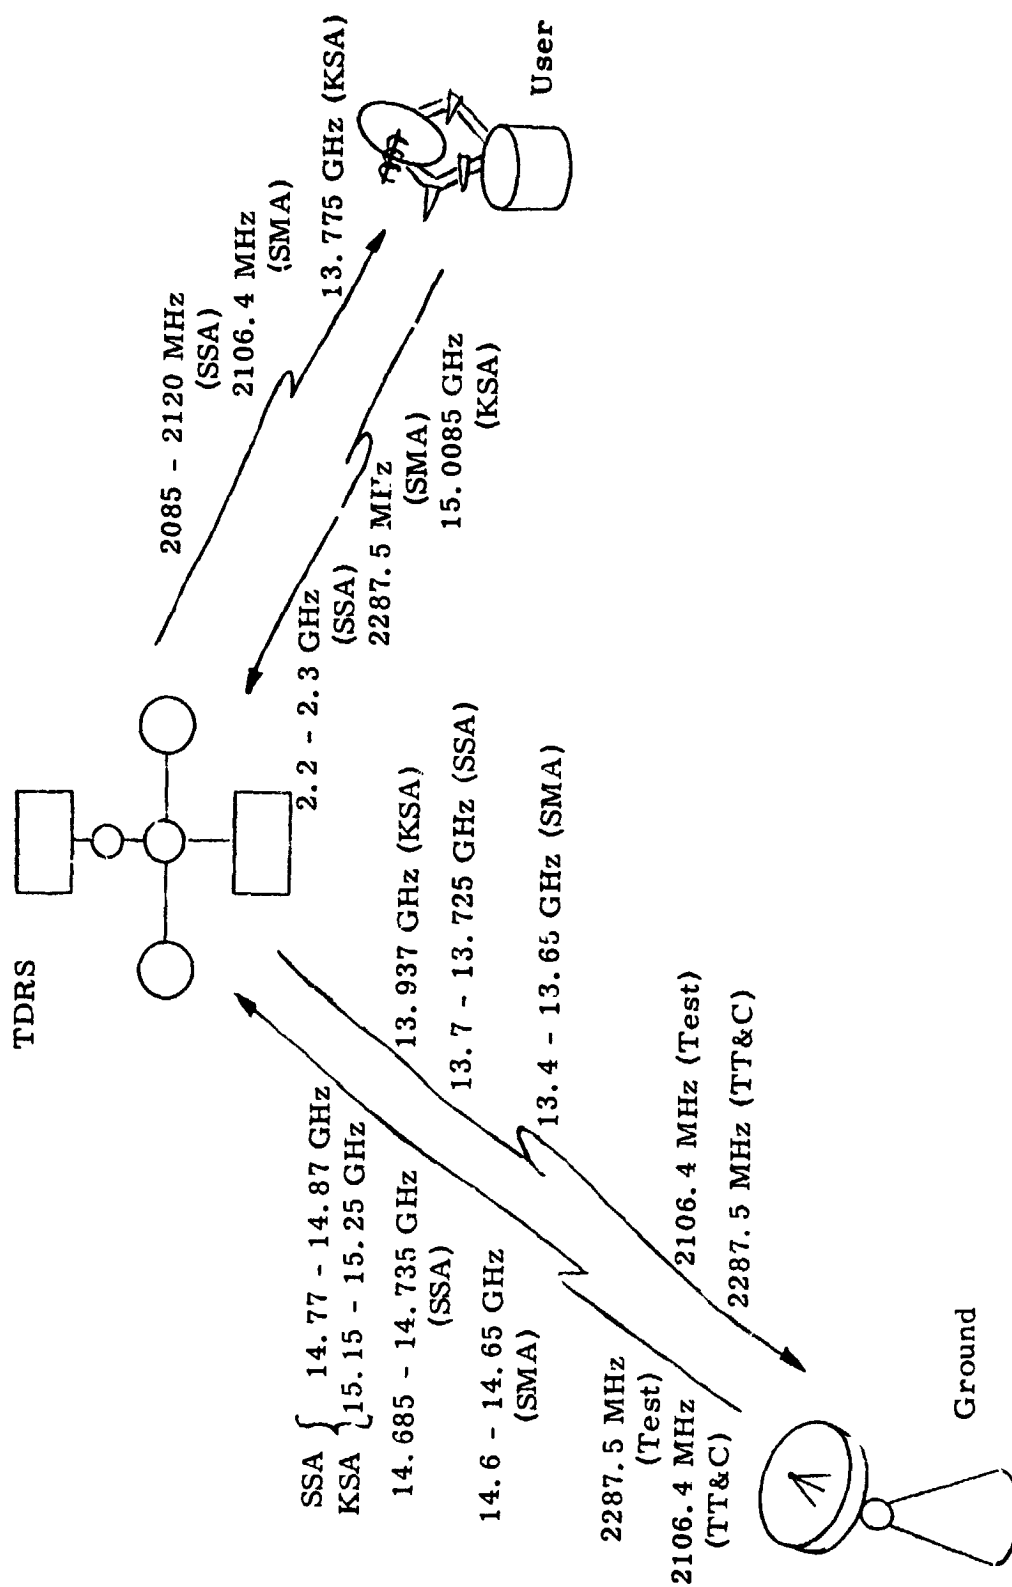 TDRS
2085 - 2120 MHz
(SSA)
2106.4 MHz
(SMA)
13.775 GHz (KSA)
User
2.2 - 2.3 GHz
(SSA)
2287.5 MHz
(SMA)
15.0085 GHz
(KSA)
SSA { 14.77 - 14.87 GHz
KSA { 15.15 - 15.25 GHz
14.685 - 14.735 GHz
(SSA)
14.6 - 14.65 GHz
(SMA)
2287.5 MHz
(Test)
2106.4 MHz
(TT&C)
13.937 GHz (KSA)
13.7 - 13.725 GHz (SSA)
13.4 - 13.65 GHz (SMA)
2106.4 MHz (Test)
2287.5 MHz (TT&C)
Ground